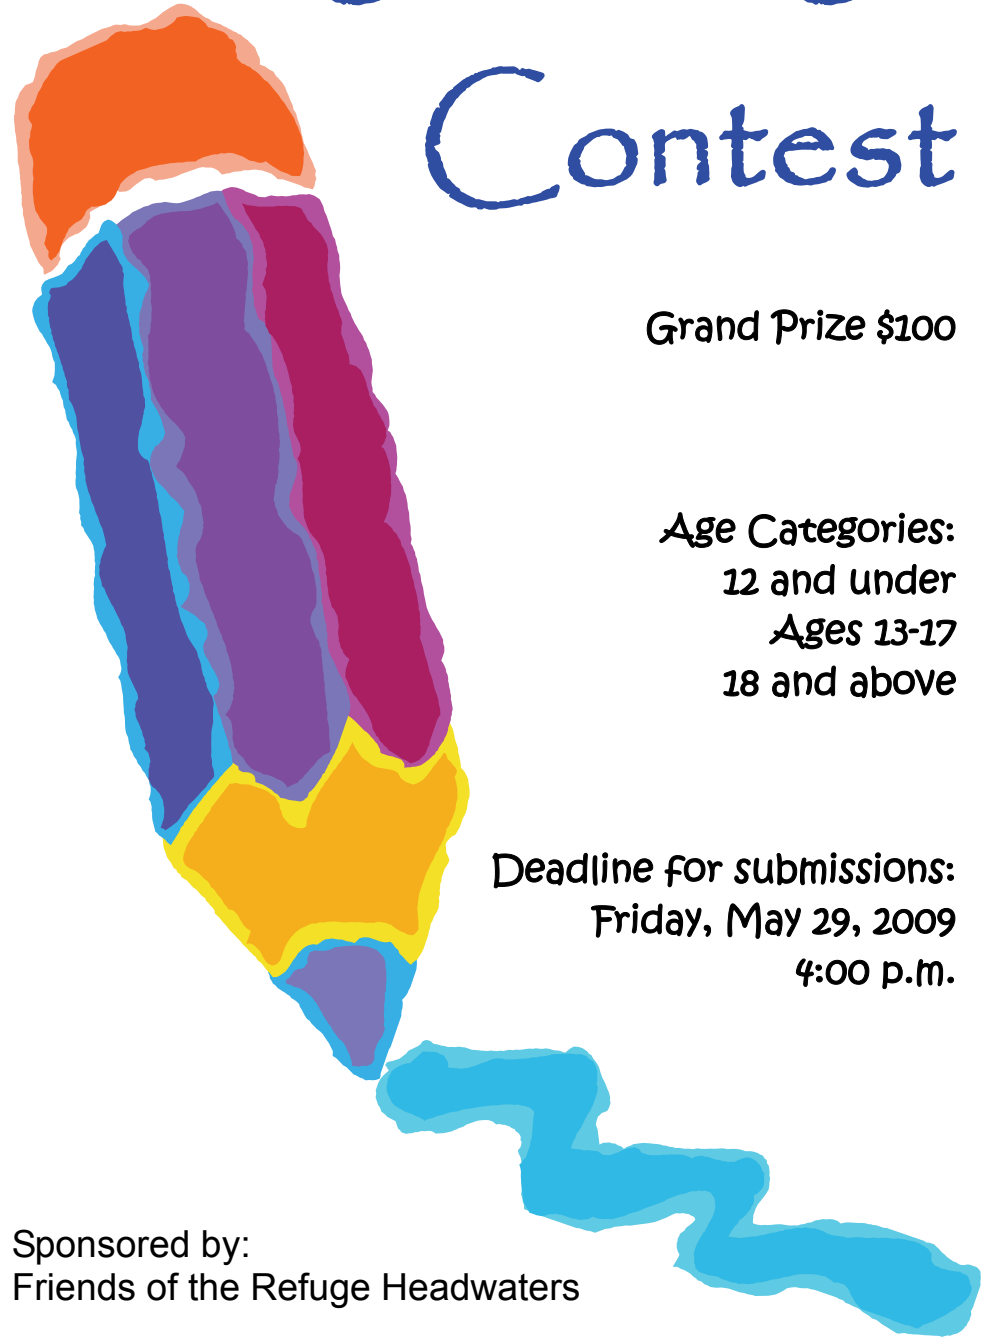 Contest
Grand Prize $100
Age Categories:
12 and under
Ages 13-17
18 and above
Deadline for submissions:
Friday, May 29, 2009
4:00 p.m.
Sponsored by:
Friends of the Refuge Headwaters